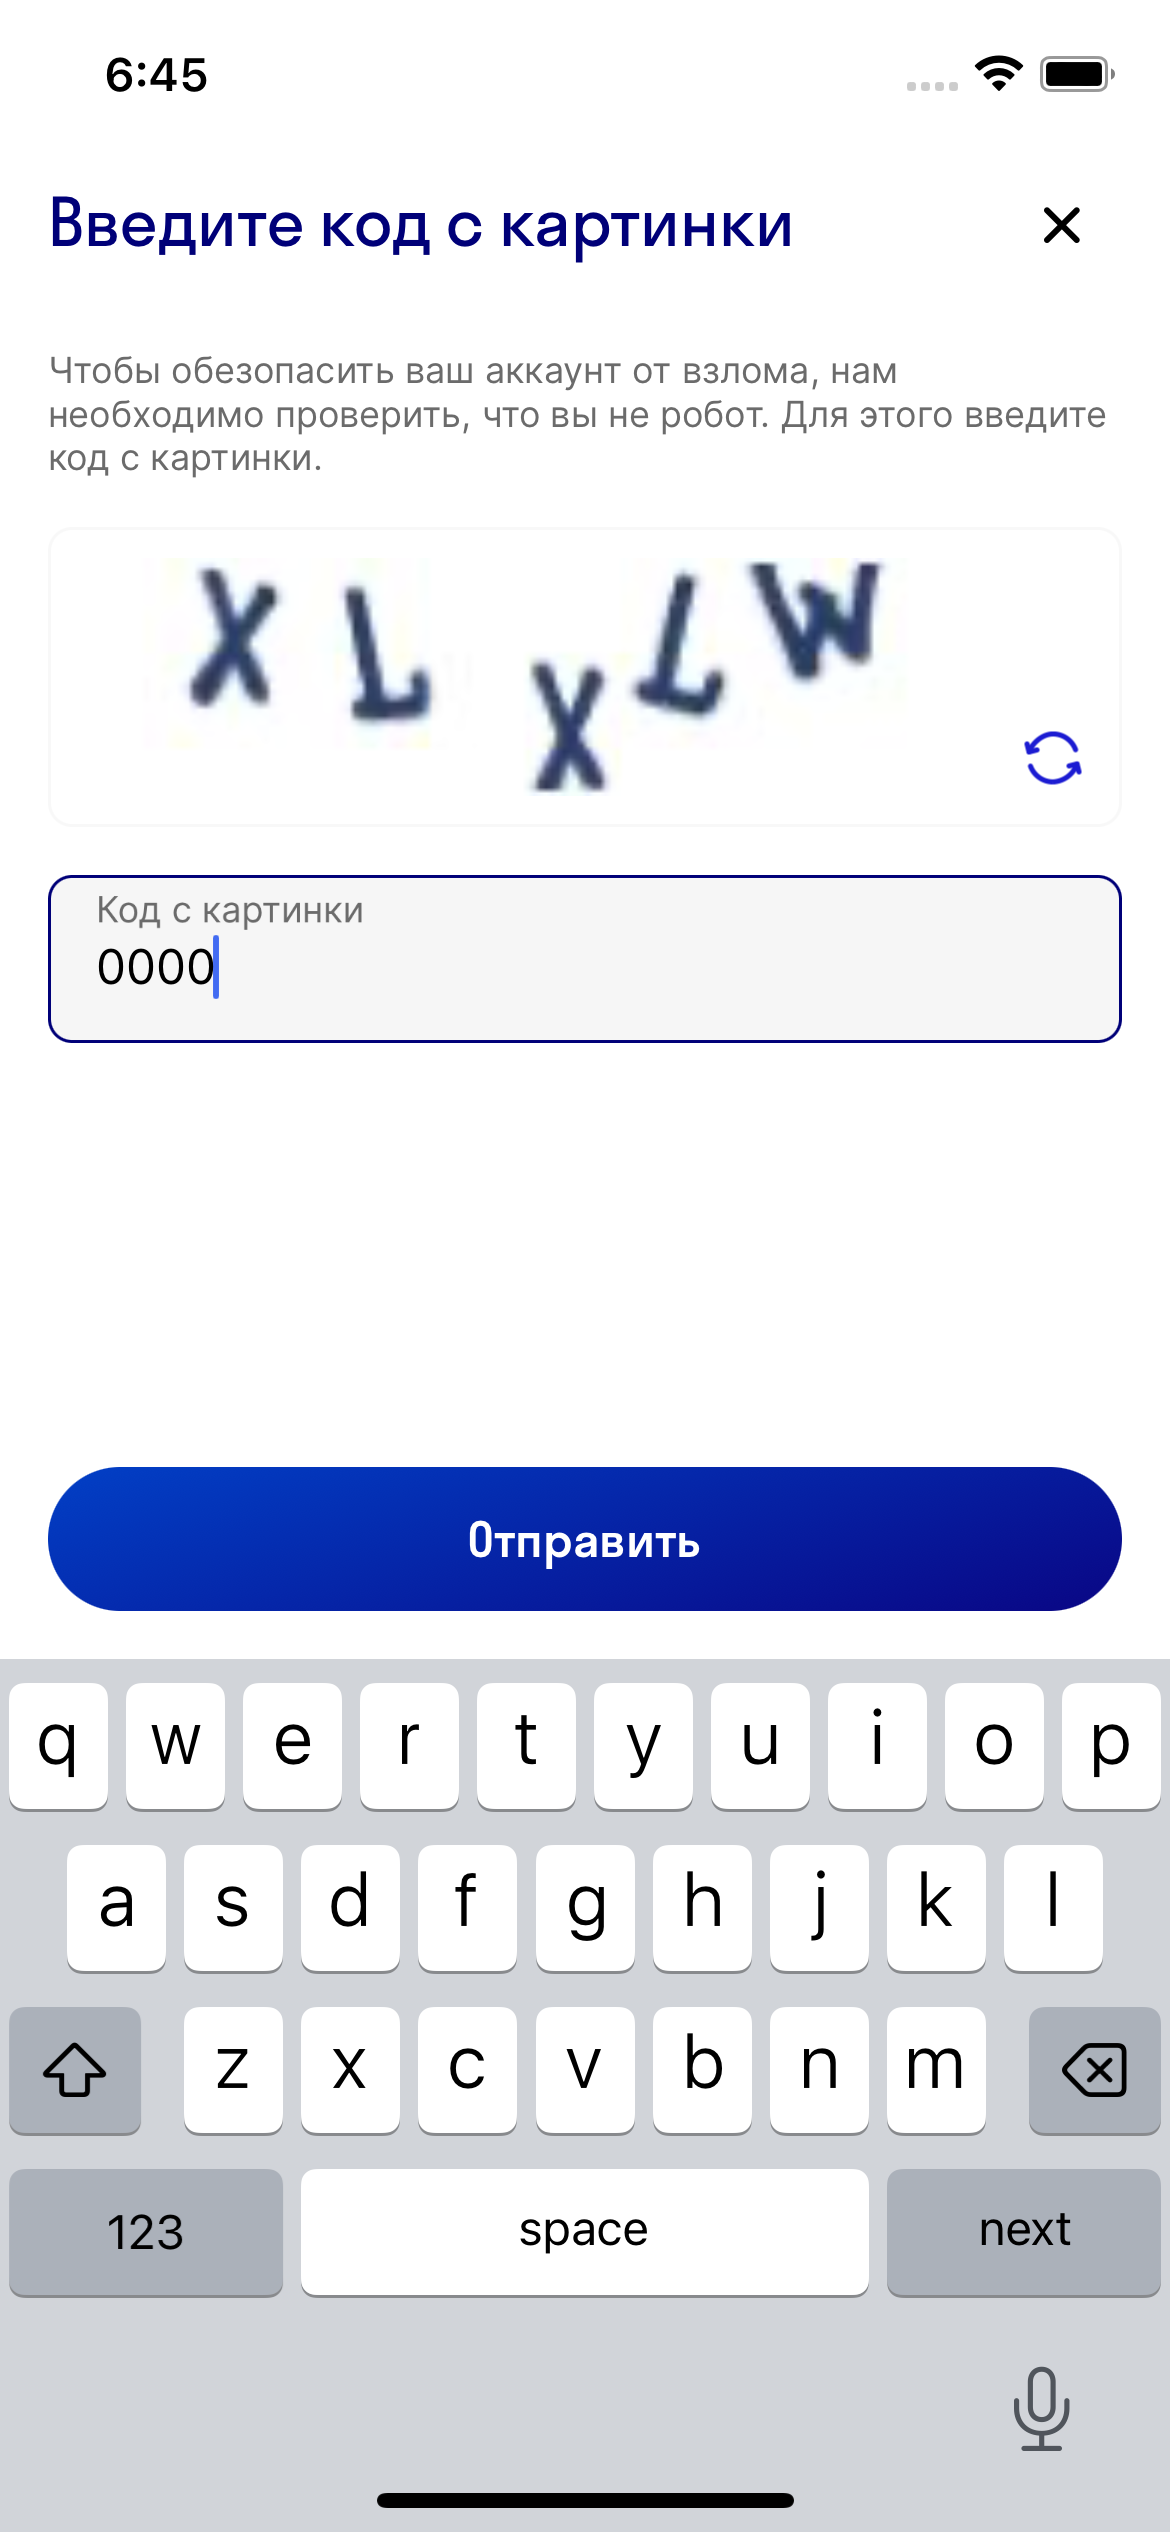 6:45
Введите код с картинки
Чтобы обезопасить ваш аккаунт от взлома, нам
необходимо проверить, что вы не робот. Для этого введите
код с картинки.
X L X L W
Код с картинки
0000
Отправить
q w e r t y u i o p
a s d f g h j k l
z x c v b n m
123 space next